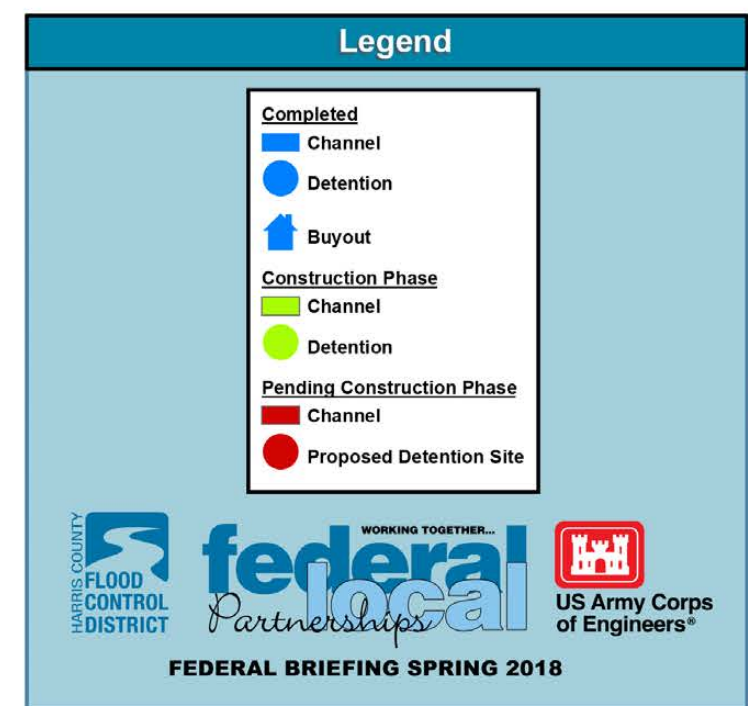 Legend
Completed
Channel
Detention
Buyout
Construction Phase
Channel
Detention
Pending Construction Phase
Channel
Proposed Detention Site
HARRIS COUNTY
FLOOD
CONTROL
DISTRICT
WORKING TOGETHER...
federal
local
Partnerships
US Army Corps
of Engineers®
FEDERAL BRIEFING SPRING 2018